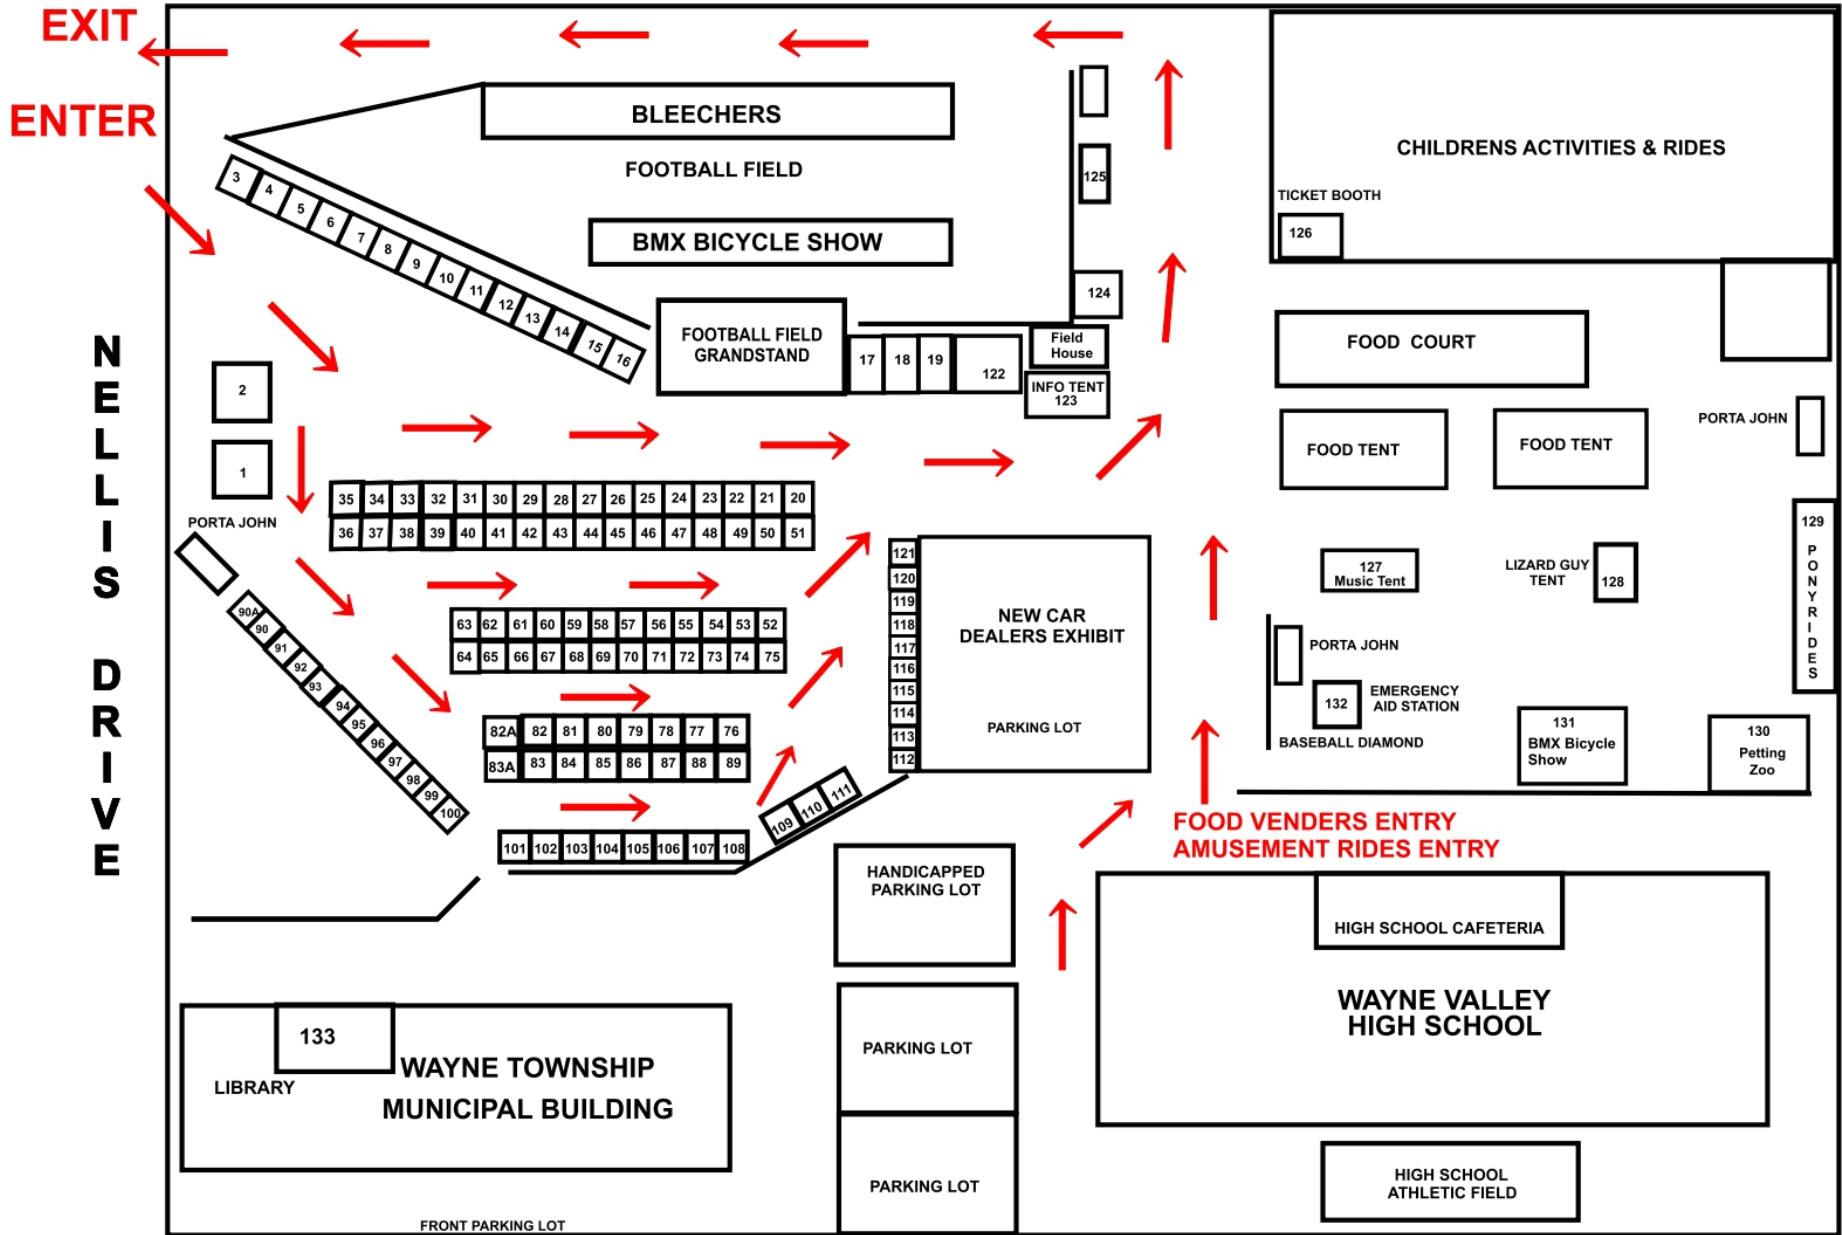 EXIT
ENTER
NELLIS DRIVE
BLEECHERS
FOOTBALL FIELD
BMX BICYCLE SHOW
FOOTBALL FIELD
GRANDSTAND
3
4
5
6
7
8
9
10
11
12
13
14
15
16
17 18 19 122
Field
House
INFO TENT
123
124
125
CHILDRENS ACTIVITIES & RIDES
TICKET BOOTH
126
FOOD COURT
FOOD TENT
FOOD TENT
PORTA JOHN
2
1
PORTA JOHN
35 34 33 32 31 30 29 28 27 26 25 24 23 22 21 20
36 37 38 39 40 41 42 43 44 45 46 47 48 49 50 51
63 62 61 60 59 58 57 56 55 54 53 52
64 65 66 67 68 69 70 71 72 73 74 75
82A 82 81 80 79 78 77 76
83A 83 84 85 86 87 88 89
90A
90
91
92
93
94
95
96
97
98
99
100
101 102 103 104 105 106 107 108
109 110 111
121
120
119
118
117
116
115
114
113
112
NEW CAR
DEALERS EXHIBIT
PARKING LOT
127
Music Tent
LIZARD GUY
TENT
128
129
PONYRIDES
PORTA JOHN
132
EMERGENCY
AID STATION
BASEBALL DIAMOND
131
BMX Bicycle
Show
130
Petting
Zoo
FOOD VENDERS ENTRY
AMUSEMENT RIDES ENTRY
HANDICAPPED
PARKING LOT
PARKING LOT
PARKING LOT
HIGH SCHOOL CAFETERIA
WAYNE VALLEY
HIGH SCHOOL
HIGH SCHOOL
ATHLETIC FIELD
133
LIBRARY
WAYNE TOWNSHIP
MUNICIPAL BUILDING
FRONT PARKING LOT